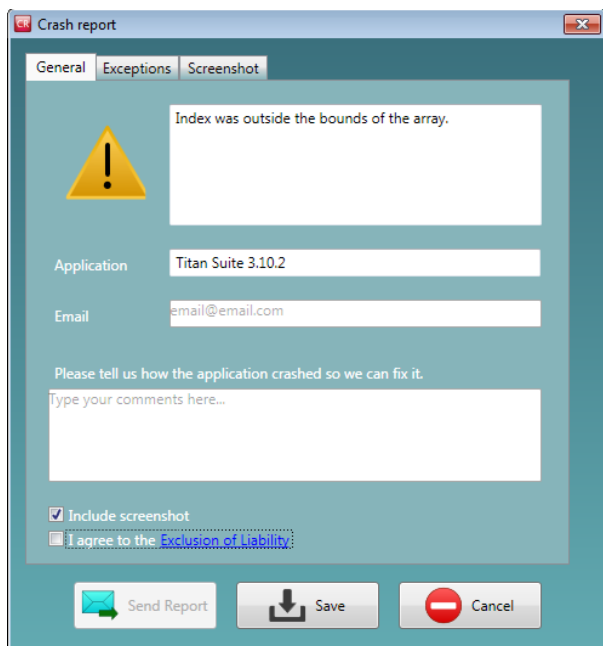 CR Crash report
General Exceptions Screenshot
Index was outside the bounds of the array.
Application Titan Suite 3.10.2
Email email@email.com
Please tell us how the application crashed so we can fix it.
Type your comments here...
Include screenshot
I agree to the Exclusion of Liability
Send Report Save Cancel